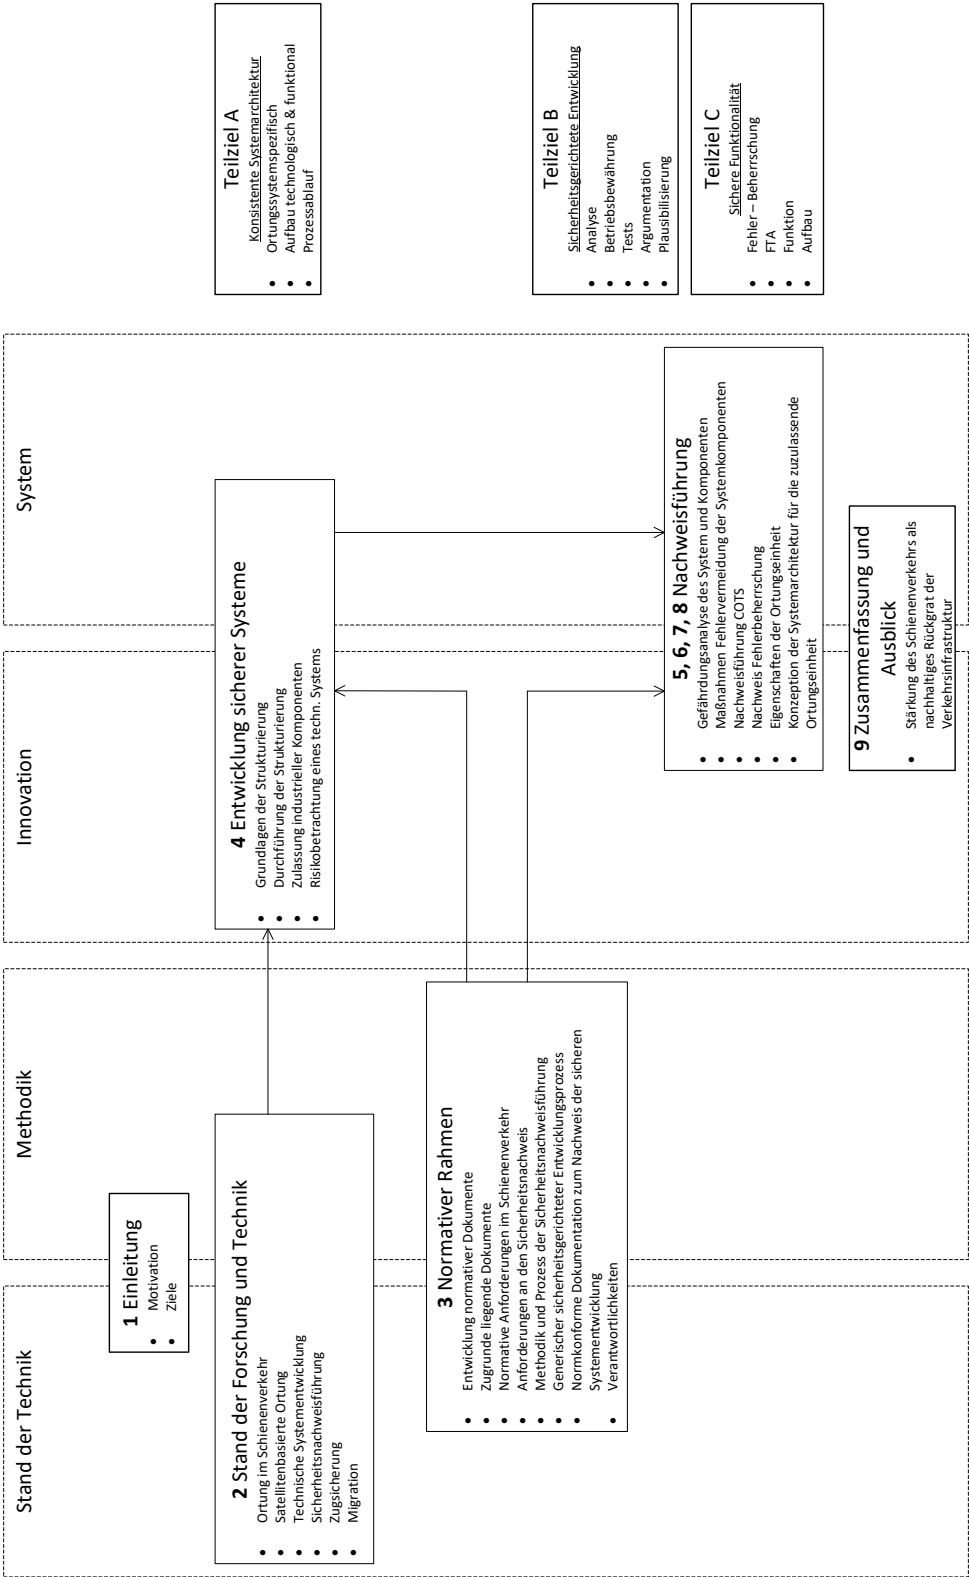 Stand der Technik
Methodik
Innovation
System
1 Einleitung
• Motivation
• Ziele
2 Stand der Forschung und Technik
• Ortung im Schienenverkehr
• Satellitenbasierte Ortung
• Technische Systementwicklung
• Sicherheitsnachweisführung
• Zugsicherung
• Migration
3 Normativer Rahmen
• Entwicklung normativer Dokumente
• Zugrunde liegende Dokumente
• Normative Anforderungen im Schienenverkehr
• Anforderungen an den Sicherheitsnachweis
• Methodik und Prozess der Sicherheitsnachweisführung
• Generischer sicherheitsgerichteter Entwicklungsprozess
• Normkonforme Dokumentation zum Nachweis der sicheren
Systementwicklung
• Verantwortlichkeiten
4 Entwicklung sicherer Systeme
• Grundlagen der Strukturierung
• Durchführung der Strukturierung
• Zulassung industrieller Komponenten
• Risikobetrachtung eines techn. Systems
5, 6, 7, 8 Nachweisführung
• Gefährdungsanalyse des System und Komponenten
• Maßnahmen Fehlervermeidung der Systemkomponenten
• Nachweisführung COTS
• Nachweis Fehlerbeherrschung
• Eigenschaften der Ortungseinheit
• Konzeption der Systemarchitektur für die zuzulassende
Ortungseinheit
9 Zusammenfassung und
Ausblick
• Stärkung des Schienenverkehrs als
nachhaltiges Rückgrat der
Verkehrsinfrastruktur
Teilziel A
Konsistente Systemarchitektur
• Ortungssystemspezifisch
• Aufbau technologisch & funktional
• Prozessablauf
Teilziel B
Sicherheitsgerichtete Entwicklung
• Analyse
• Betriebsbewährung
• Tests
• Argumentation
• Plausibilisierung
Teilziel C
Sichere Funktionalität
• Fehler – Beherrschung
• FTA
• Funktion
• Aufbau